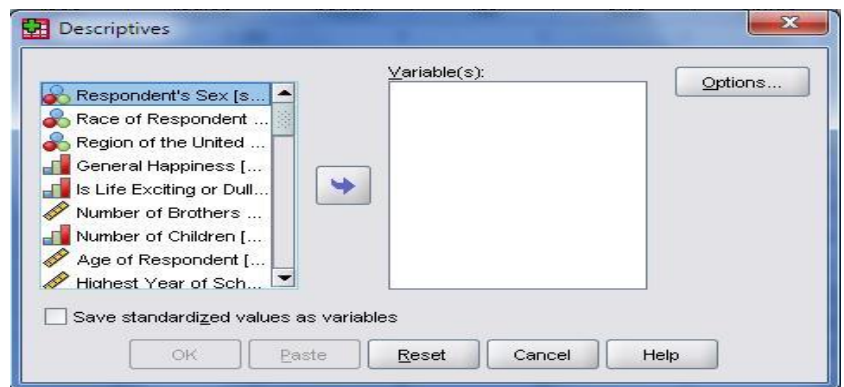 Descriptives
Variable(s):
Options...
Respondent's Sex [s...
Race of Respondent ...
Region of the United ...
General Happiness [...
Is Life Exciting or Dull...
Number of Brothers ...
Number of Children [...
Age of Respondent [...
Highest Year of Sch...
Save standardized values as variables
OK
Paste
Reset
Cancel
Help